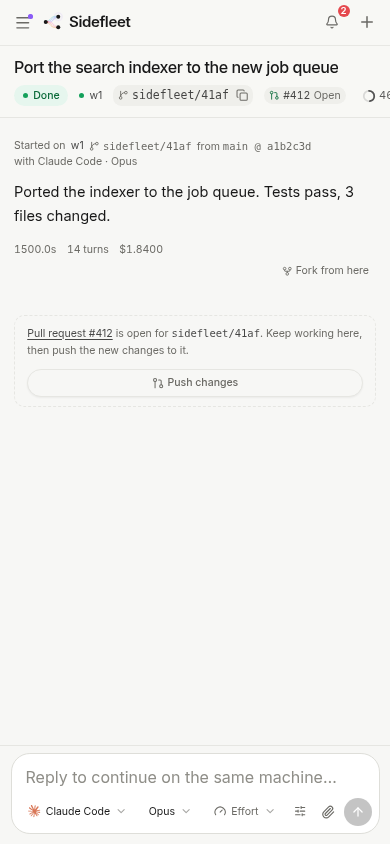 Sidefleet
2
Port the search indexer to the new job queue
Done w1 sidefleet/41af #412 Open
Started on w1 sidefleet/41af from main @ a1b2c3d
with Claude Code · Opus
Ported the indexer to the job queue. Tests pass, 3
files changed.
1500.0s 14 turns $1.8400
Fork from here
Pull request #412 is open for sidefleet/41af. Keep working here,
then push the new changes to it.
Push changes
Reply to continue on the same machine...
Claude Code Opus Effort